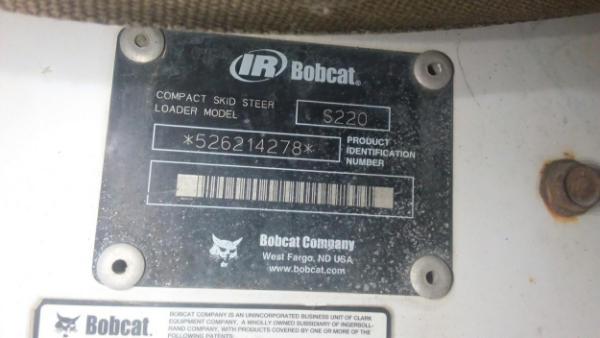 IR Bobcat®
COMPACT SKID STEER
LOADER MODEL
S220
*526214278*
PRODUCT
IDENTIFICATION
NUMBER
Bobcat Company
West Fargo, ND USA
www.bobcat.com
Bobcat.
BOBCAT COMPANY IS AN UNINCORPORATED BUSINESS UNIT OF CLARK
EQUIPMENT COMPANY, A WHOLLY OWNED SUBSIDIARY OF INGERSOLL-
RAND COMPANY, WITH PRODUCTS COVERED BY ONE OR MORE OF THE
FOLLOWING PATENTS: